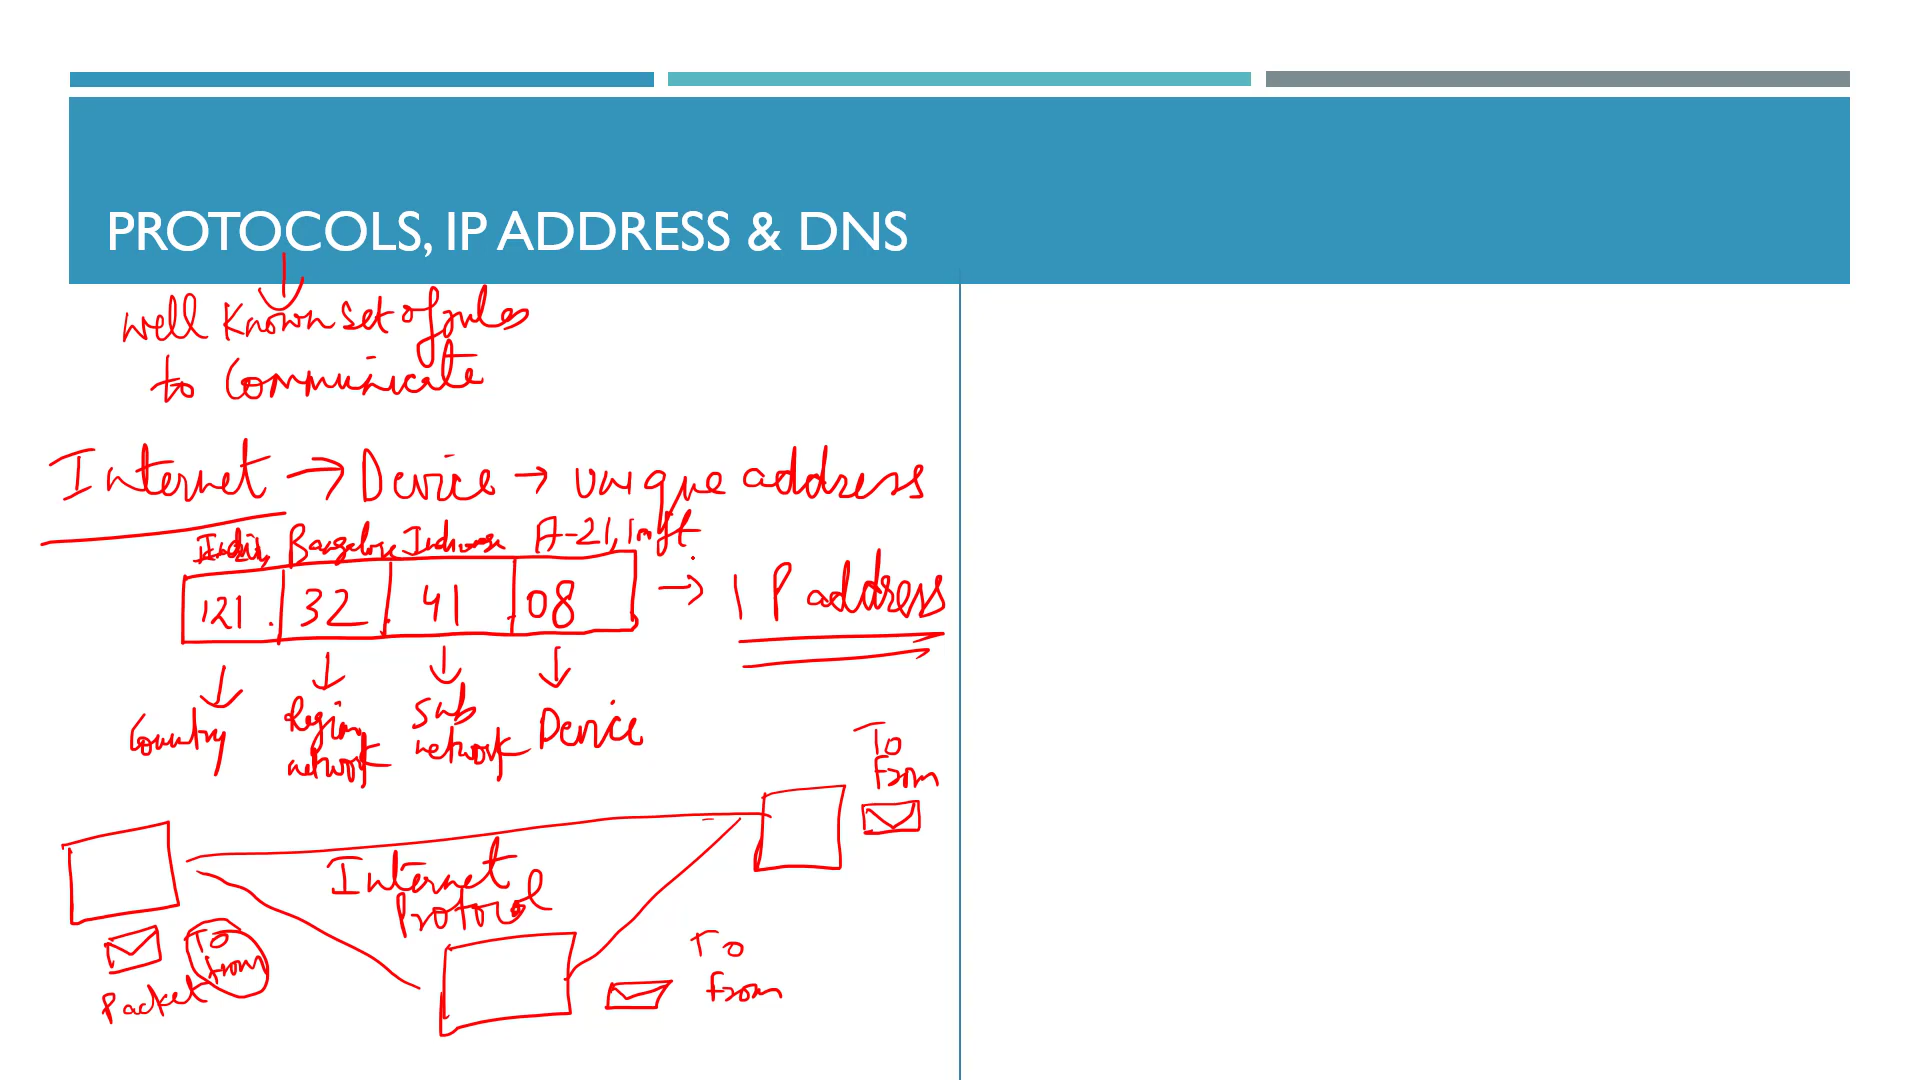 PROTOCOLS, IP ADDRESS & DNS
Well Known set of rules
to Communicate
Internet → Device → unique address
India, Bangalore A-21, 1st
121 . 32 . 41 . 08 → IP address
Country
Region
network
Sub
network
Device
To
From
Internet
Protocol
To
From
Packet
To
From